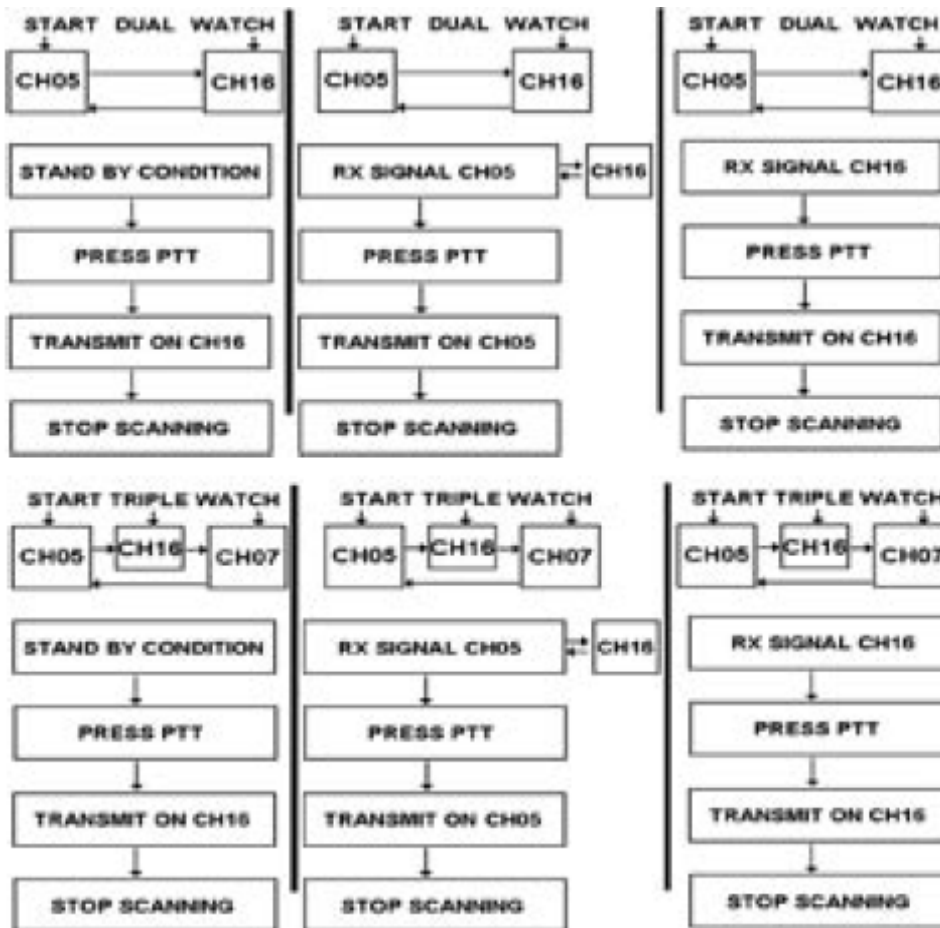 START DUAL WATCH
CH05
CH16
STAND BY CONDITION
PRESS PTT
TRANSMIT ON CH16
STOP SCANNING
START DUAL WATCH
CH05
CH16
RX SIGNAL CH05
CH16
PRESS PTT
TRANSMIT ON CH05
STOP SCANNING
START DUAL WATCH
CH05
CH16
RX SIGNAL CH16
PRESS PTT
TRANSMIT ON CH16
STOP SCANNING
START TRIPLE WATCH
CH05
CH16
CH07
STAND BY CONDITION
PRESS PTT
TRANSMIT ON CH16
STOP SCANNING
START TRIPLE WATCH
CH05
CH16
CH07
RX SIGNAL CH05
CH16
PRESS PTT
TRANSMIT ON CH05
STOP SCANNING
START TRIPLE WATCH
CH05
CH16
CH07
RX SIGNAL CH16
PRESS PTT
TRANSMIT ON CH16
STOP SCANNING